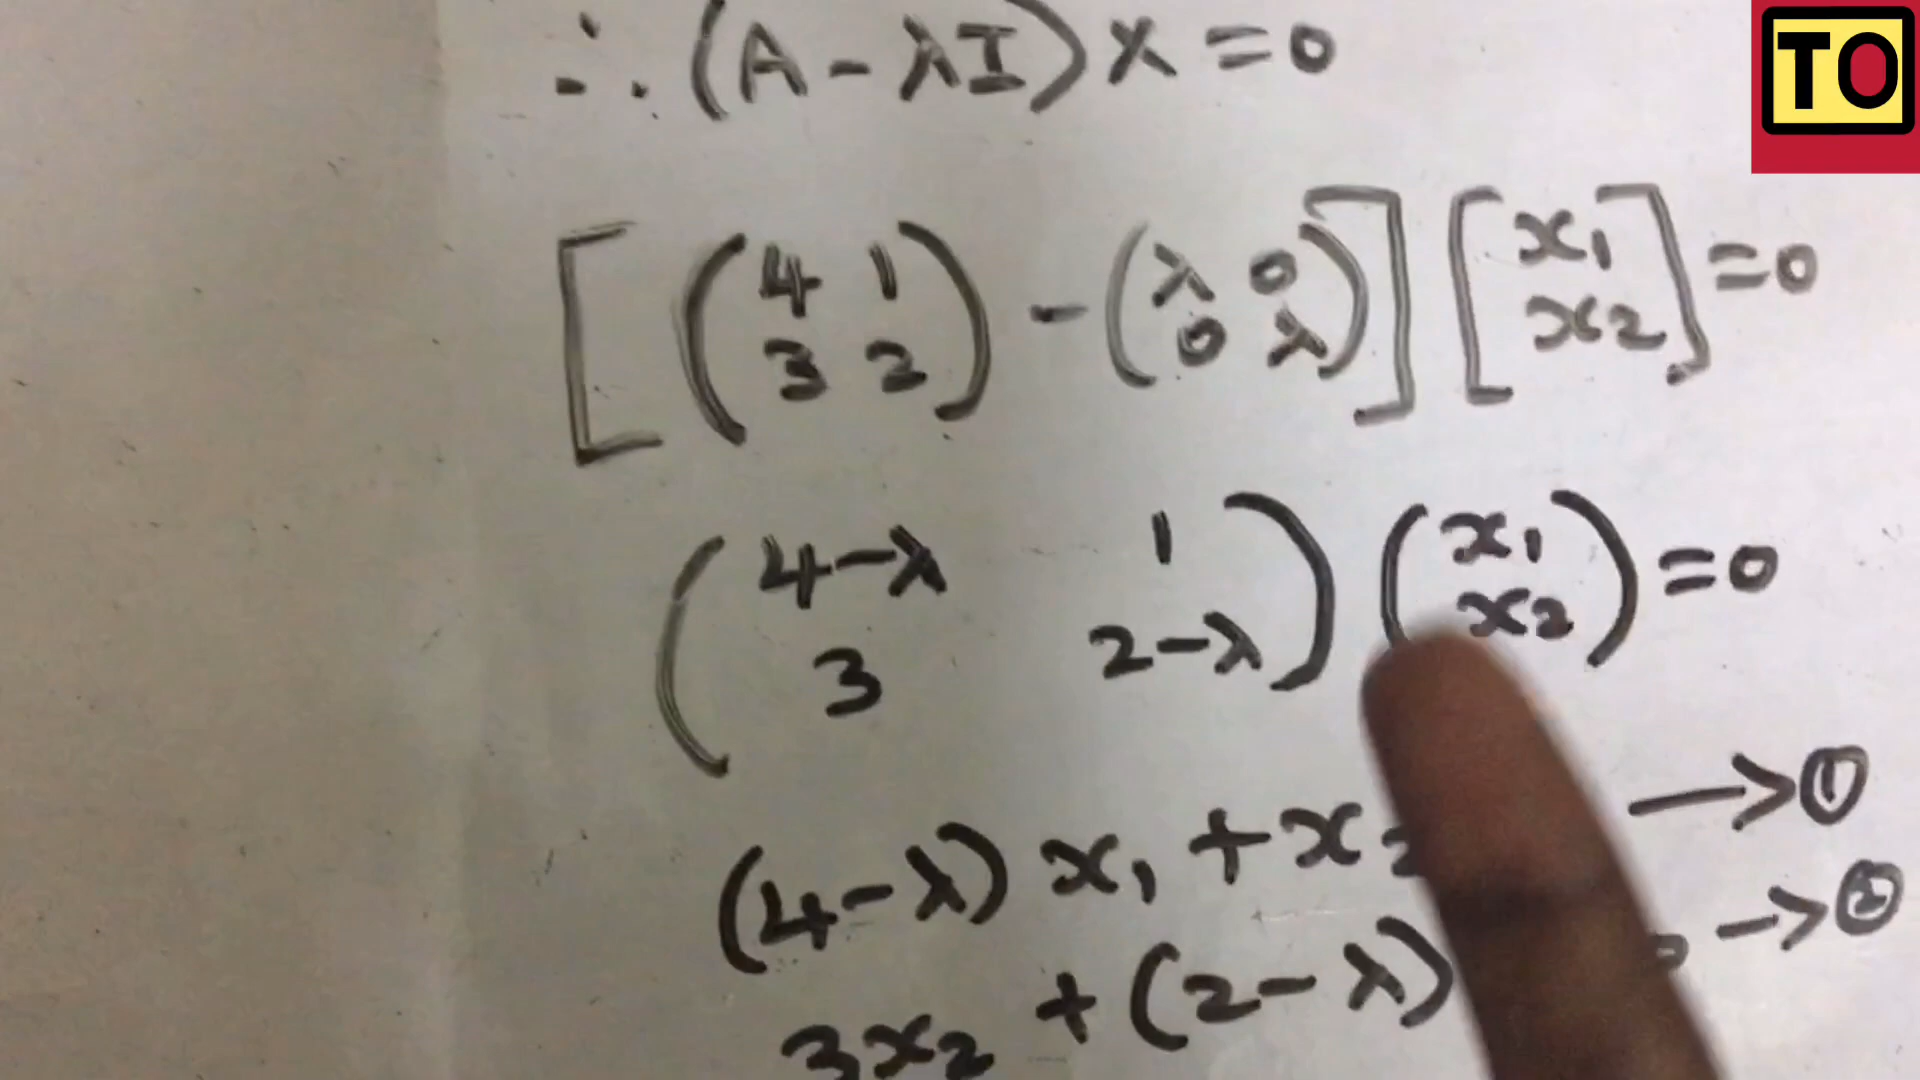 ∴ (A - λI) X = 0
[(4 1 - (λ 0)] [x1 = 0
3 2) 0 λ x2]
(4-λ 1) (x1) = 0
3 2-λ x2
(4-λ) x1 + x2 → ①
3x2 + (2-λ) → ②
TO